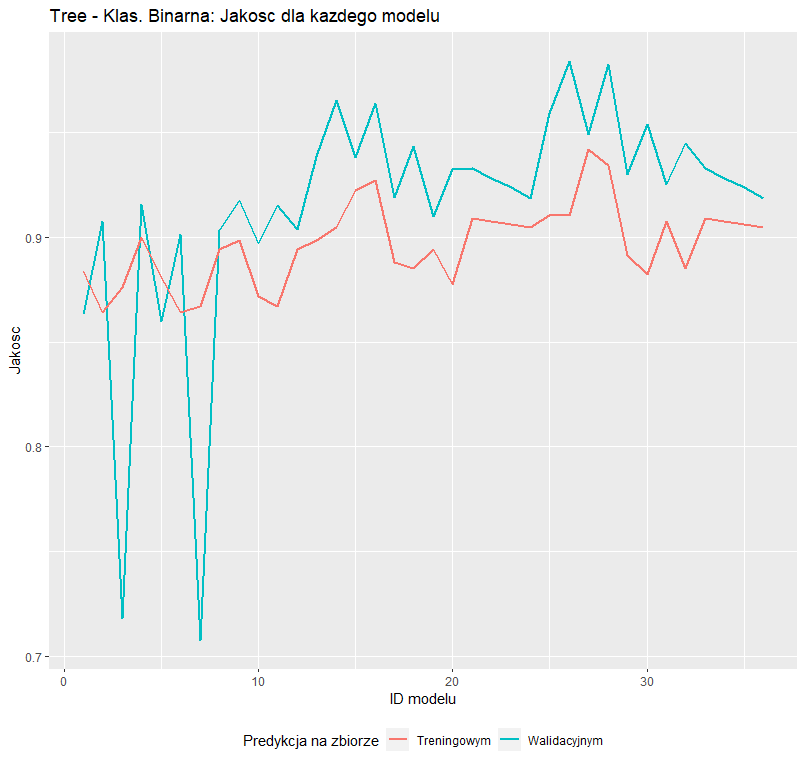 Tree - Klas. Binarna: Jakosc dla kazdego modelu
Jakosc
0.9
0.8
0.7
0 10 20 30
ID modelu
Predykcja na zbiorze Treningowym Walidacyjnym